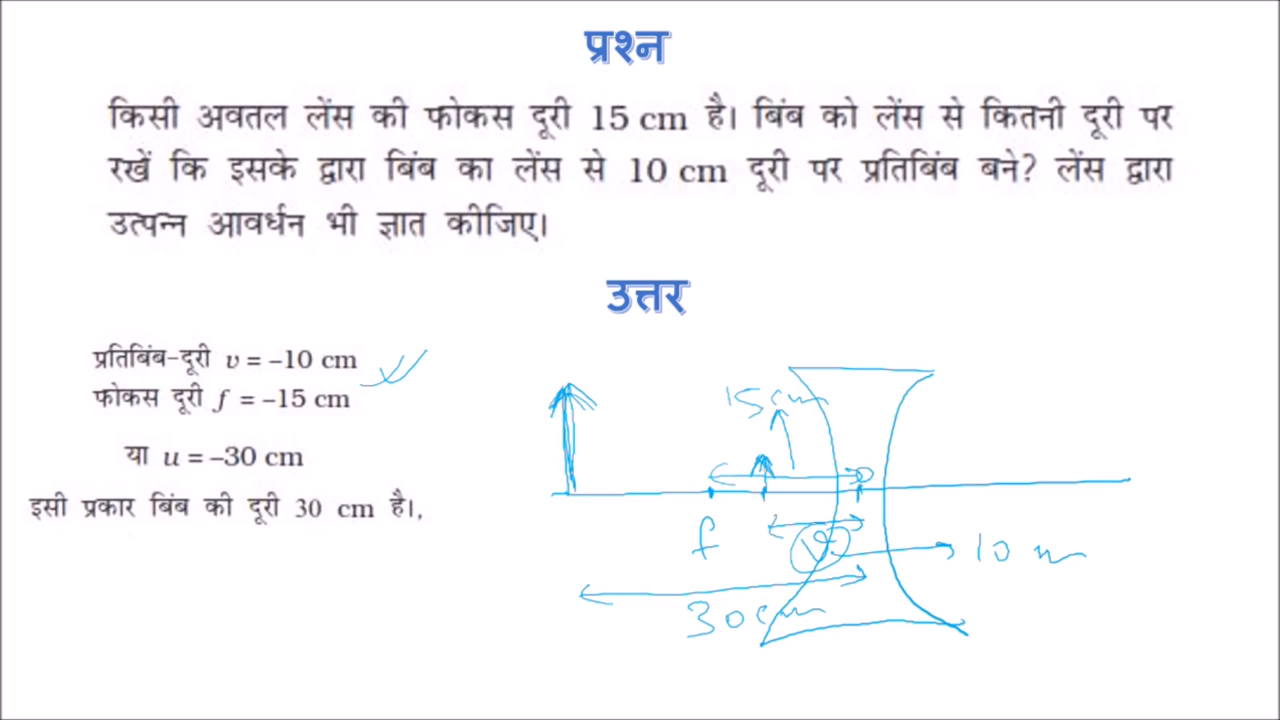 प्रश्न
किसी अवतल लेंस की फोकस दूरी 15 cm है। बिंब को लेंस से कितनी दूरी पर
रखें कि इसके द्वारा बिंब का लेंस से 10 cm दूरी पर प्रतिबिंब बने? लेंस द्वारा
उत्पन्न आवर्धन भी ज्ञात कीजिए।
उत्तर
प्रतिबिंब-दूरी v = –10 cm
फोकस दूरी f = –15 cm
या u = –30 cm
इसी प्रकार बिंब की दूरी 30 cm है।,
15 cm
f
v
10 m
30 cm